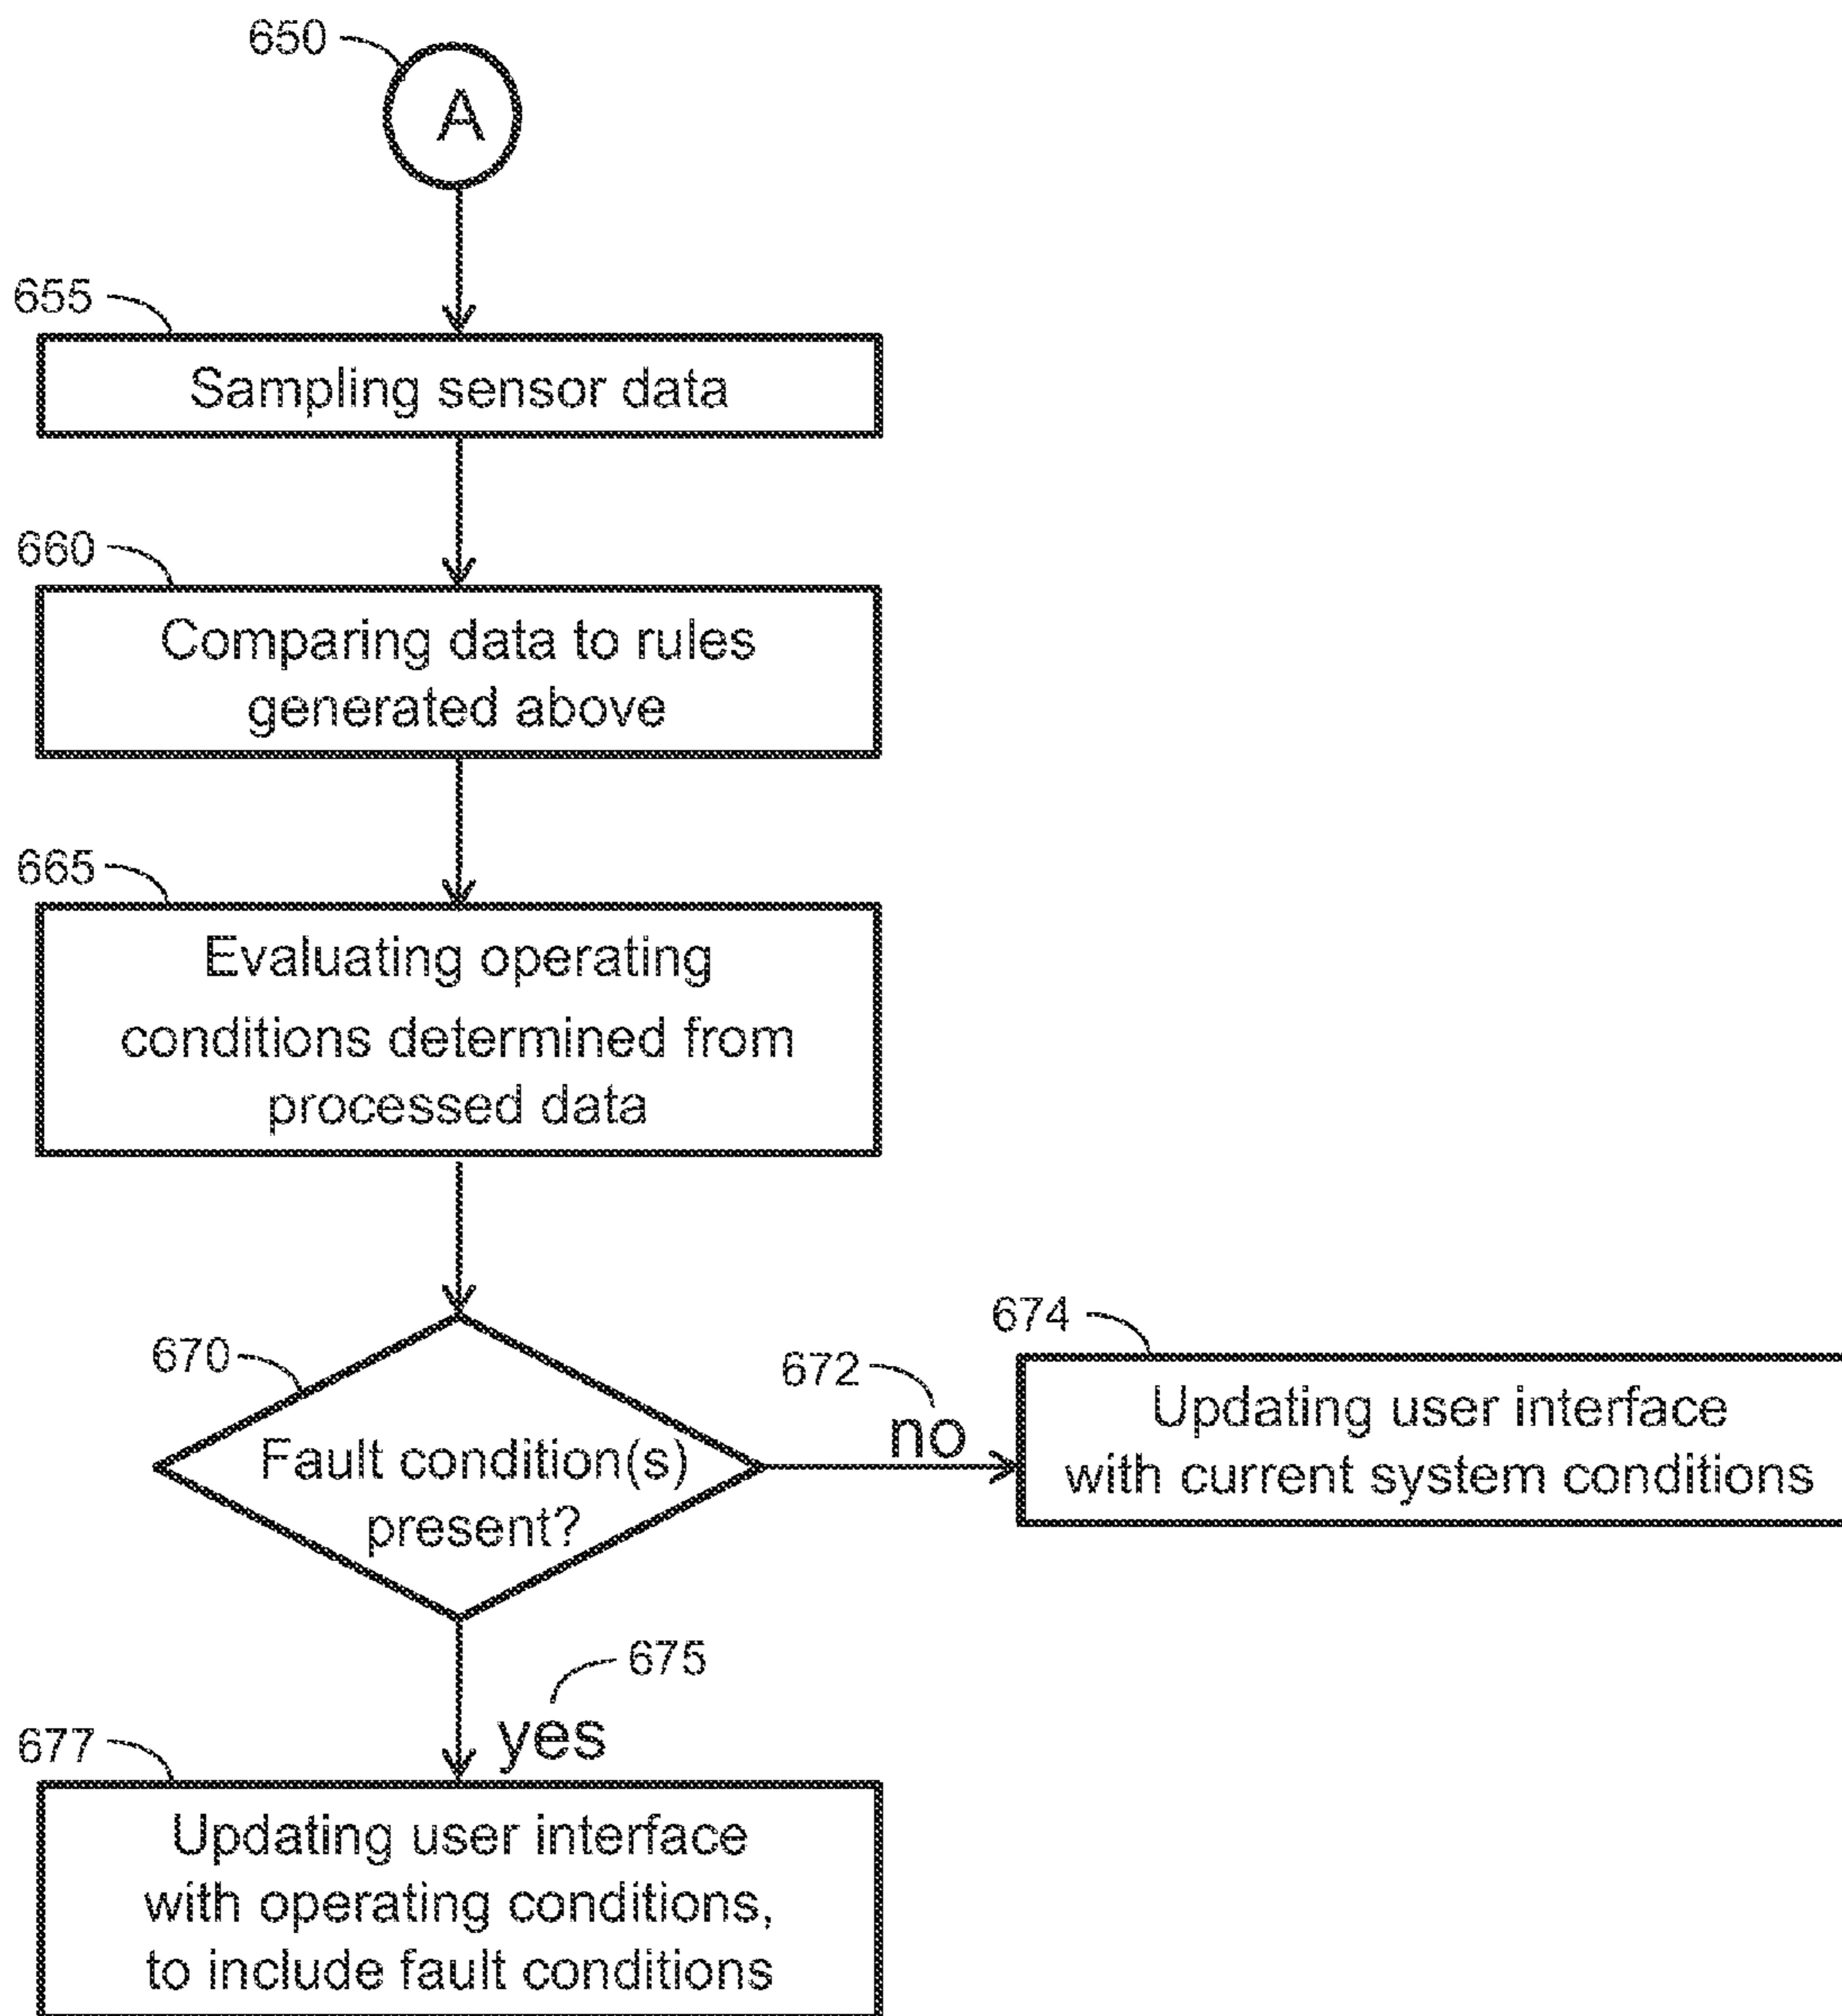 650
A
655
Sampling sensor data
660
Comparing data to rules
generated above
665
Evaluating operating
conditions determined from
processed data
670
Fault condition(s)
present?
672
no
674
Updating user interface
with current system conditions
675
yes
677
Updating user interface
with operating conditions,
to include fault conditions